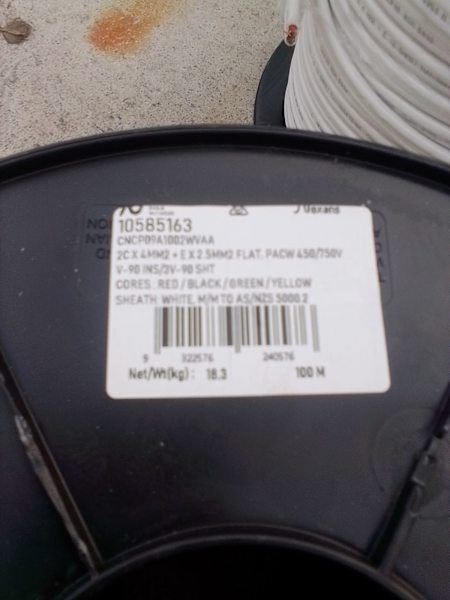 Nexans
10585163
CNCP09A1002WVAA
2C X 4MM2 + E X 2.5MM2 FLAT, PACW 450/750V
V-90 INS/3V-90 SHT
CORES: RED/BLACK/GREEN/YELLOW
SHEATH: WHITE, M/M TO AS/NZS 5000.2
9 322576 240576
Net/Wt(kg): 18.3 100 M